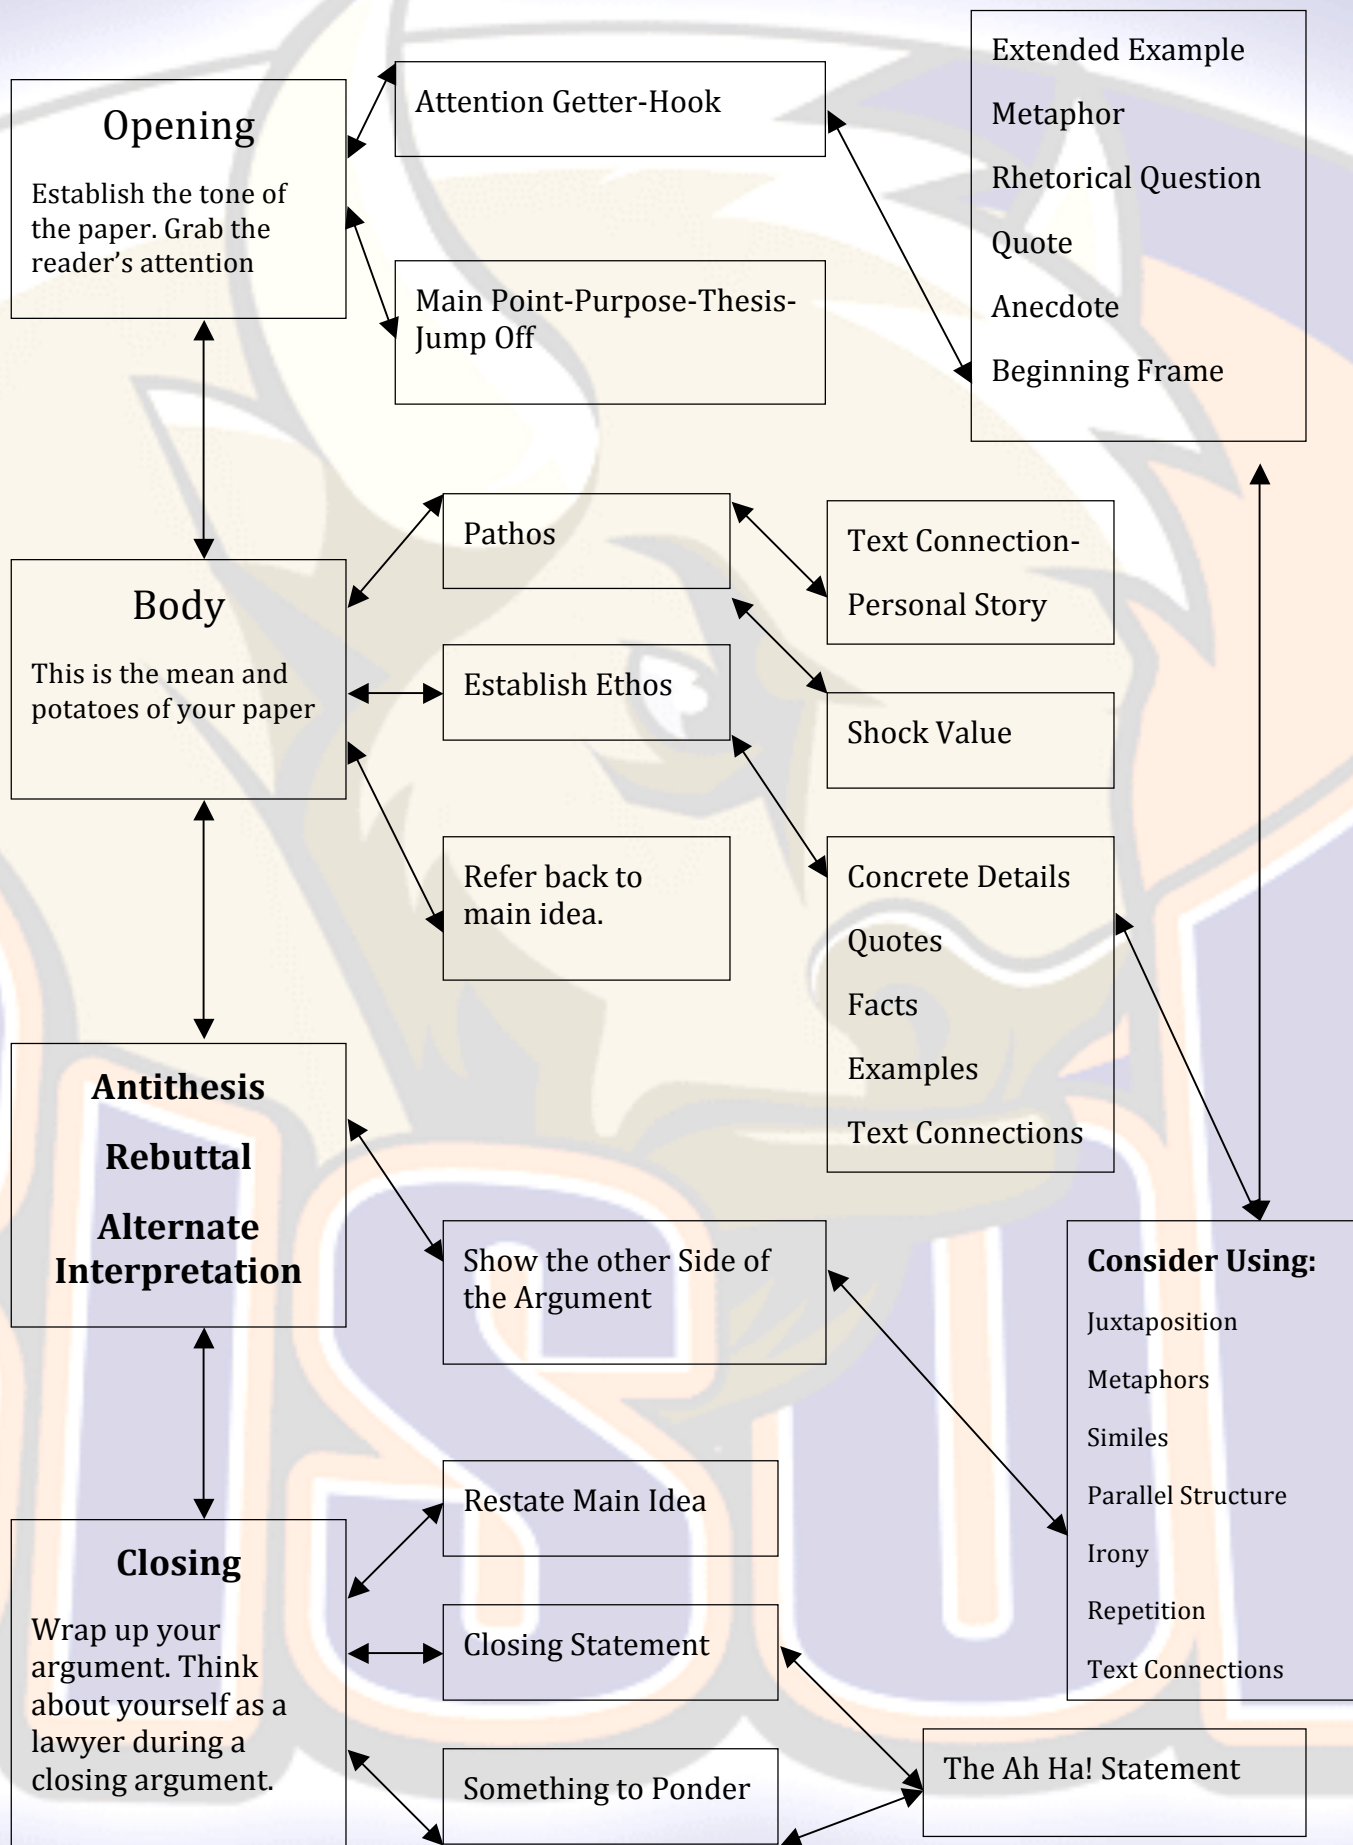 Opening
Establish the tone of
the paper. Grab the
reader's attention
Attention Getter-Hook
Main Point-Purpose-Thesis-
Jump Off
Extended Example
Metaphor
Rhetorical Question
Quote
Anecdote
Beginning Frame
Body
This is the mean and
potatoes of your paper
Pathos
Establish Ethos
Refer back to
main idea.
Text Connection-
Personal Story
Shock Value
Concrete Details
Quotes
Facts
Examples
Text Connections
Antithesis
Rebuttal
Alternate
Interpretation
Show the other Side of
the Argument
Consider Using:
Juxtaposition
Metaphors
Similes
Parallel Structure
Irony
Repetition
Text Connections
Closing
Wrap up your
argument. Think
about yourself as a
lawyer during a
closing argument.
Restate Main Idea
Closing Statement
Something to Ponder
The Ah Ha! Statement